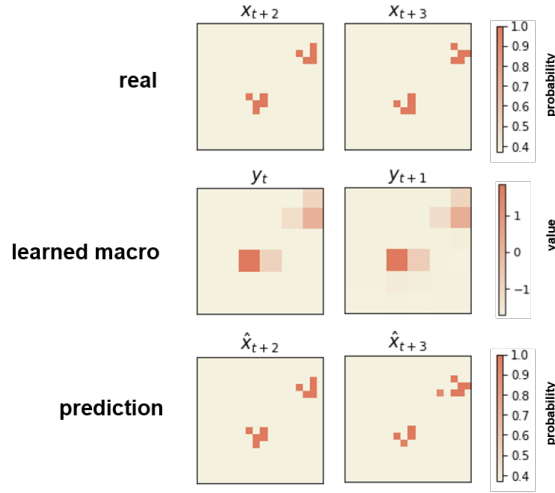 x_{t+2} x_{t+3}
real
1.0
0.9
0.8
0.7
0.6
0.5
0.4
probability
y_t y_{t+1}
learned macro
1
0
−1
value
x̂_{t+2} x̂_{t+3}
prediction
1.0
0.9
0.8
0.7
0.6
0.5
0.4
probability